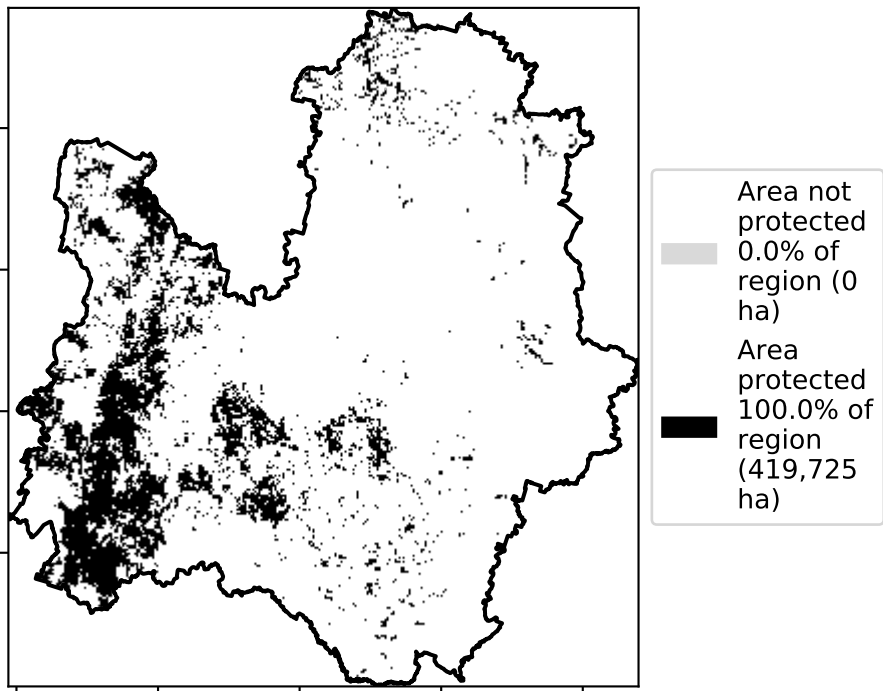 Area not
protected
0.0% of
region (0
ha)
Area
protected
100.0% of
region
(419,725
ha)